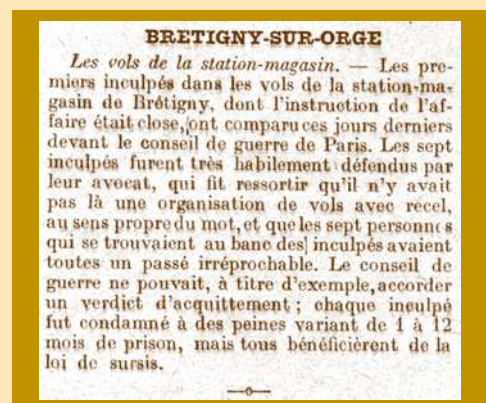 BRETIGNY-SUR-ORGE
Les vols de la station-magasin. — Les pre-
miers inculpés dans les vols de la station-ma-
gasin de Brétigny, dont l'instruction de l'af-
faire était close, ont comparu ces jours derniers
devant le conseil de guerre de Paris. Les sept
inculpés furent très habilement défendus par
leur avocat, qui fit ressortir qu'il n'y avait
pas là une organisation de vols avec recel,
au sens propre du mot, et que les sept personnes
qui se trouvaient au banc des inculpés avaient
toutes un passé irréprochable. Le conseil de
guerre ne pouvait, à titre d'exemple, accorder
un verdict d'acquittement ; chaque inculpé
fut condamné à des peines variant de 1 à 12
mois de prison, mais tous bénéficièrent de la
loi de sursis.